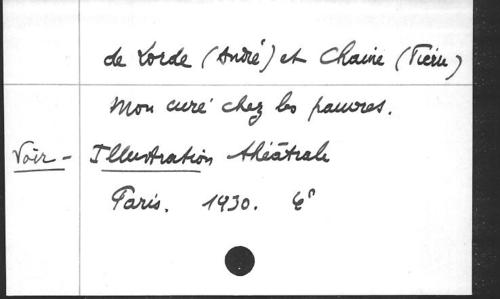 de Lorde (André) et Chaine (Pierre)
Mon curé chez les pauvres.
Voir - Illustration théâtrale
Paris. 1930. 4°